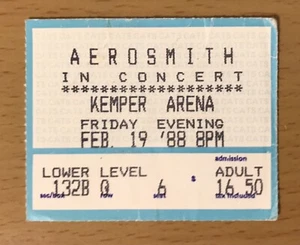 AEROSMITH
IN CONCERT
************************
KEMPER ARENA
FRIDAY EVENING
FEB. 19 '88 8PM
admission
LOWER LEVEL $ ADULT
132B Q 6 16.50
sec/box row seat tax included